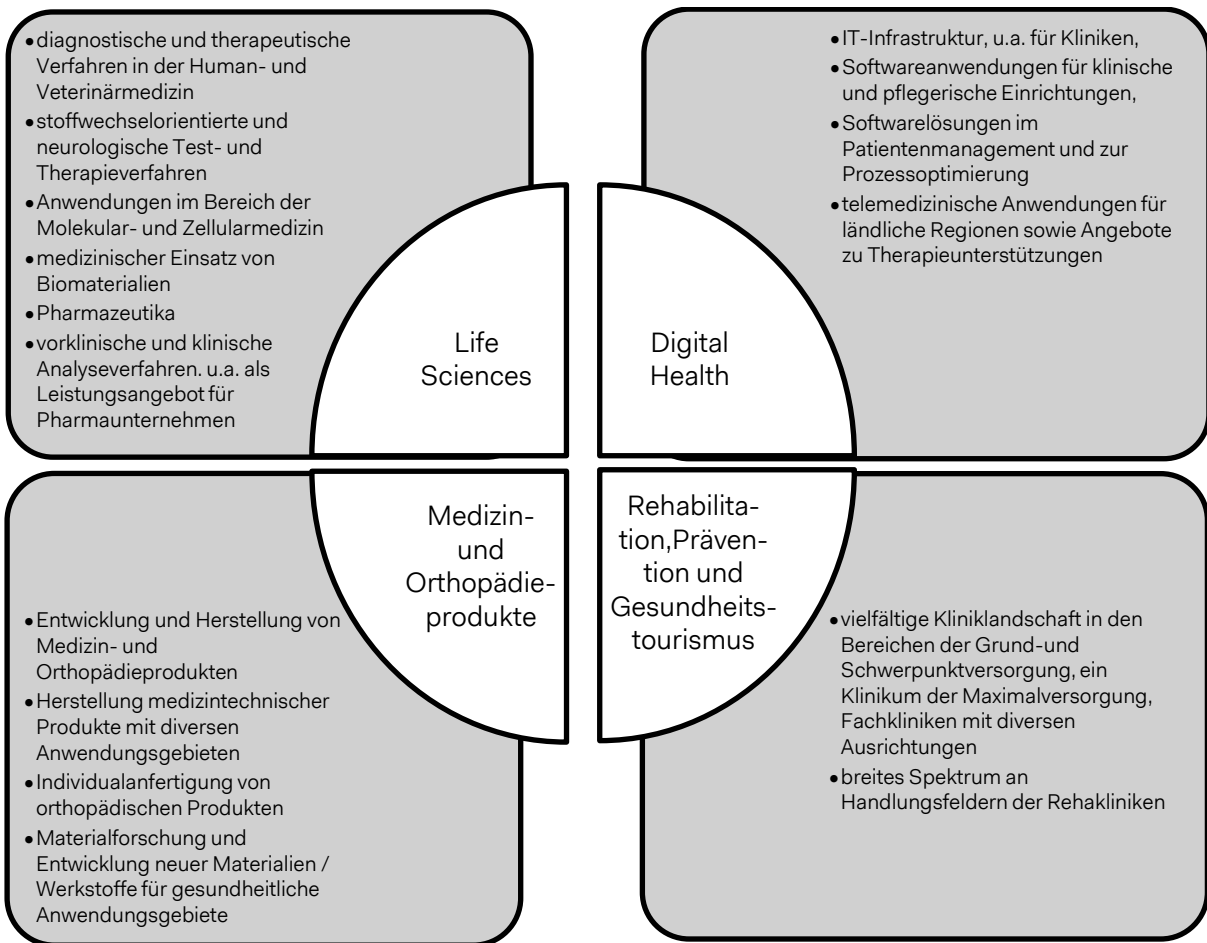 •diagnostische und therapeutische
Verfahren in der Human- und
Veterinärmedizin
•stoffwechselorientierte und
neurologische Test- und
Therapieverfahren
•Anwendungen im Bereich der
Molekular- und Zellularmedizin
•medizinischer Einsatz von
Biomaterialien
•Pharmazeutika
•vorklinische und klinische
Analyseverfahren. u.a. als
Leistungsangebot für
Pharmaunternehmen
Life
Sciences
•IT-Infrastruktur, u.a. für Kliniken,
•Softwareanwendungen für klinische
und pflegerische Einrichtungen,
•Softwarelösungen im
Patientenmanagement und zur
Prozessoptimierung
•telemedizinische Anwendungen für
ländliche Regionen sowie Angebote
zu Therapieunterstützungen
Digital
Health
Medizin-
und
Orthopädie-
produkte
•Entwicklung und Herstellung von
Medizin- und
Orthopädieprodukten
•Herstellung medizintechnischer
Produkte mit diversen
Anwendungsgebieten
•Individualanfertigung von
orthopädischen Produkten
•Materialforschung und
Entwicklung neuer Materialien /
Werkstoffe für gesundheitliche
Anwendungsgebiete
Rehabilita-
tion,Präven-
tion und
Gesundheits-
tourismus
•vielfältige Kliniklandschaft in den
Bereichen der Grund-und
Schwerpunktversorgung, ein
Klinikum der Maximalversorgung,
Fachkliniken mit diversen
Ausrichtungen
•breites Spektrum an
Handlungsfeldern der Rehakliniken